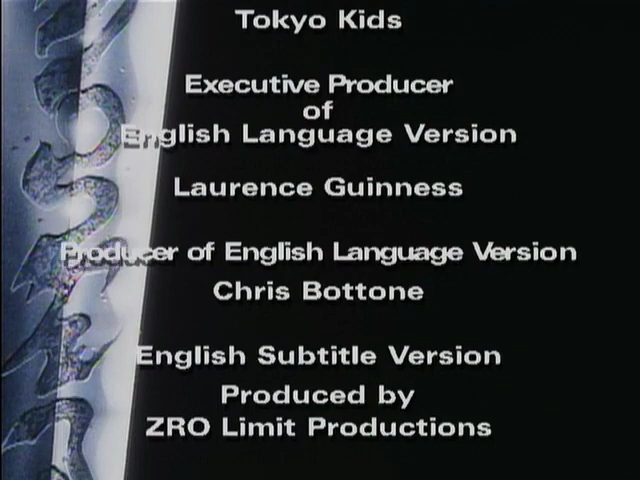 Tokyo Kids
Executive Producer
of
English Language Version
Laurence Guinness
Producer of English Language Version
Chris Bottone
English Subtitle Version
Produced by
ZRO Limit Productions